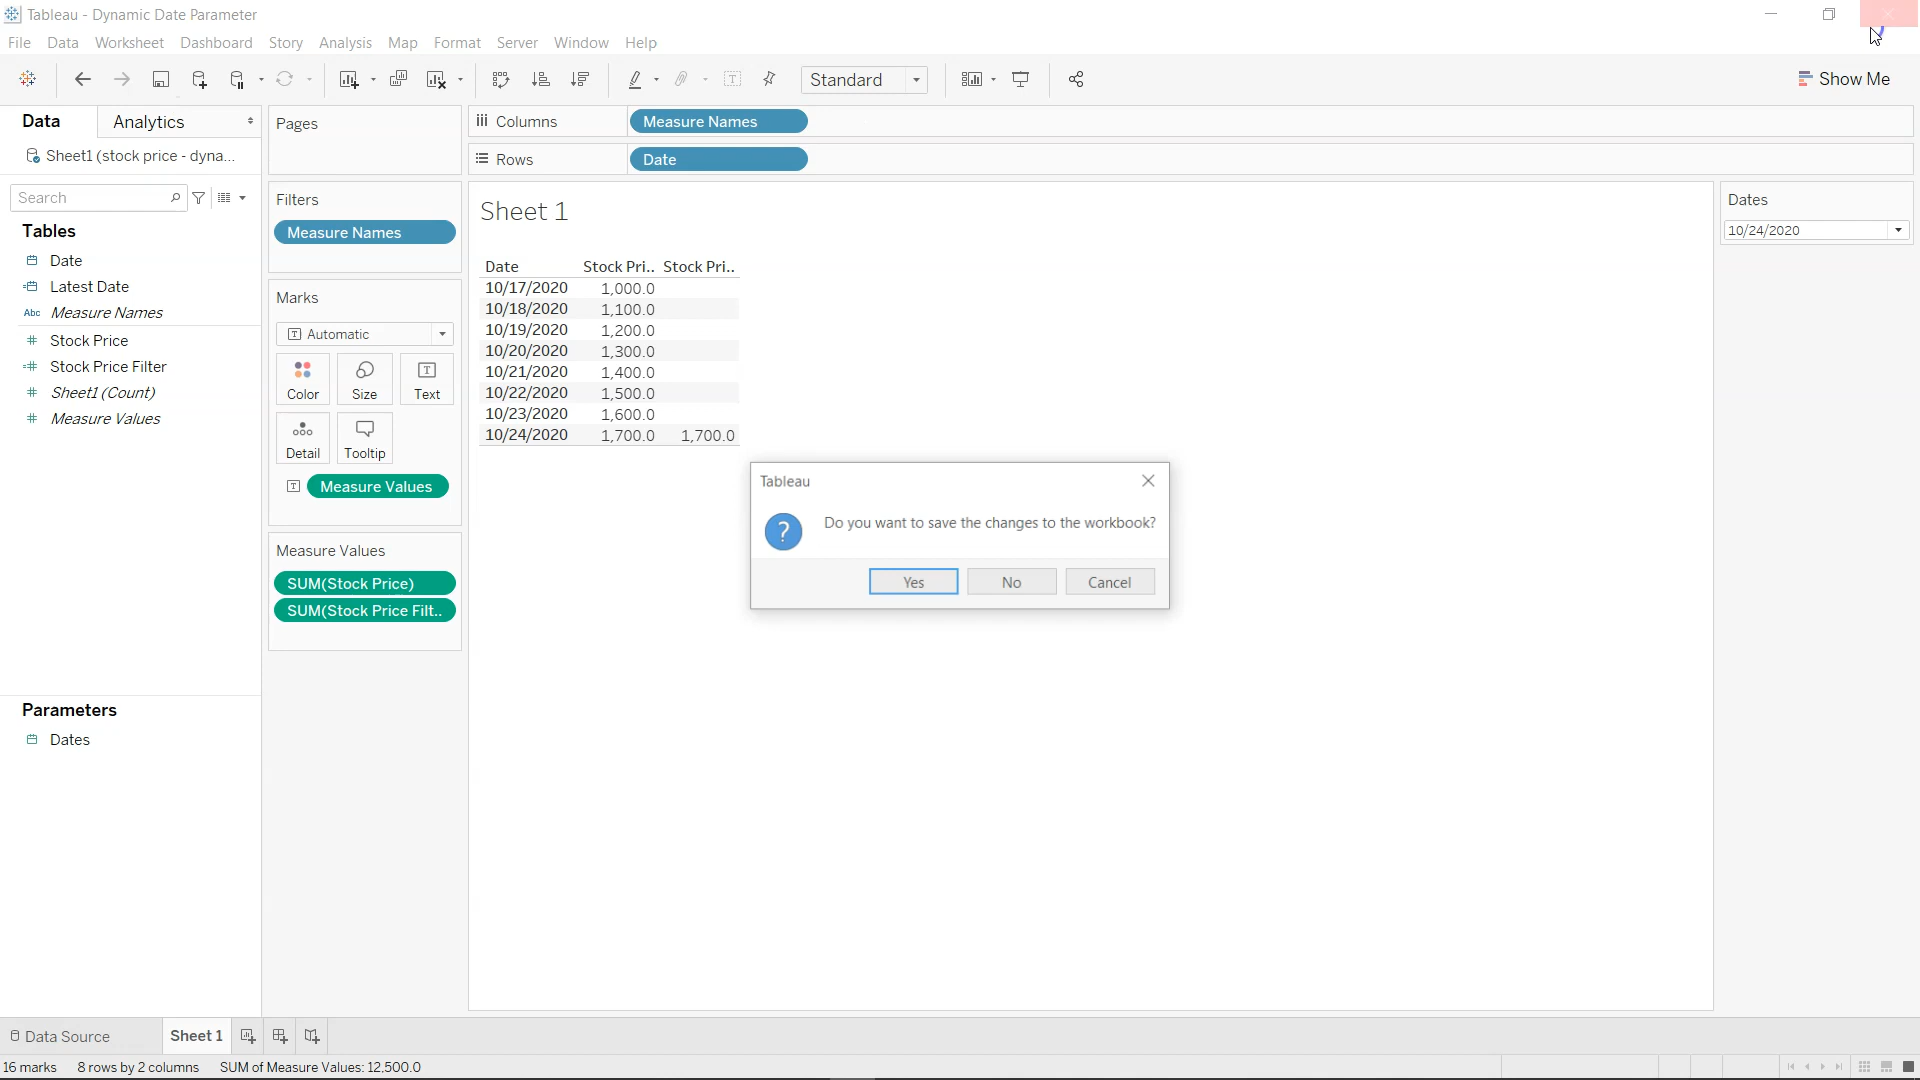 Tableau - Dynamic Date Parameter
File Data Worksheet Dashboard Story Analysis Map Format Server Window Help
Standard
Show Me
Data Analytics
Sheet1 (stock price - dyna...
Search
Tables
Date
Latest Date
Abc Measure Names
Stock Price
Stock Price Filter
Sheet1 (Count)
Measure Values
Parameters
Dates
Pages
Filters
Measure Names
Marks
Automatic
Color Size Text
Detail Tooltip
Measure Values
Measure Values
SUM(Stock Price)
SUM(Stock Price Filt..
Columns Measure Names
Rows Date
Sheet 1
Date Stock Pri.. Stock Pri..
10/17/2020 1,000.0
10/18/2020 1,100.0
10/19/2020 1,200.0
10/20/2020 1,300.0
10/21/2020 1,400.0
10/22/2020 1,500.0
10/23/2020 1,600.0
10/24/2020 1,700.0 1,700.0
Tableau
Do you want to save the changes to the workbook?
Yes No Cancel
Dates
10/24/2020
Data Source Sheet 1
16 marks 8 rows by 2 columns SUM of Measure Values: 12,500.0